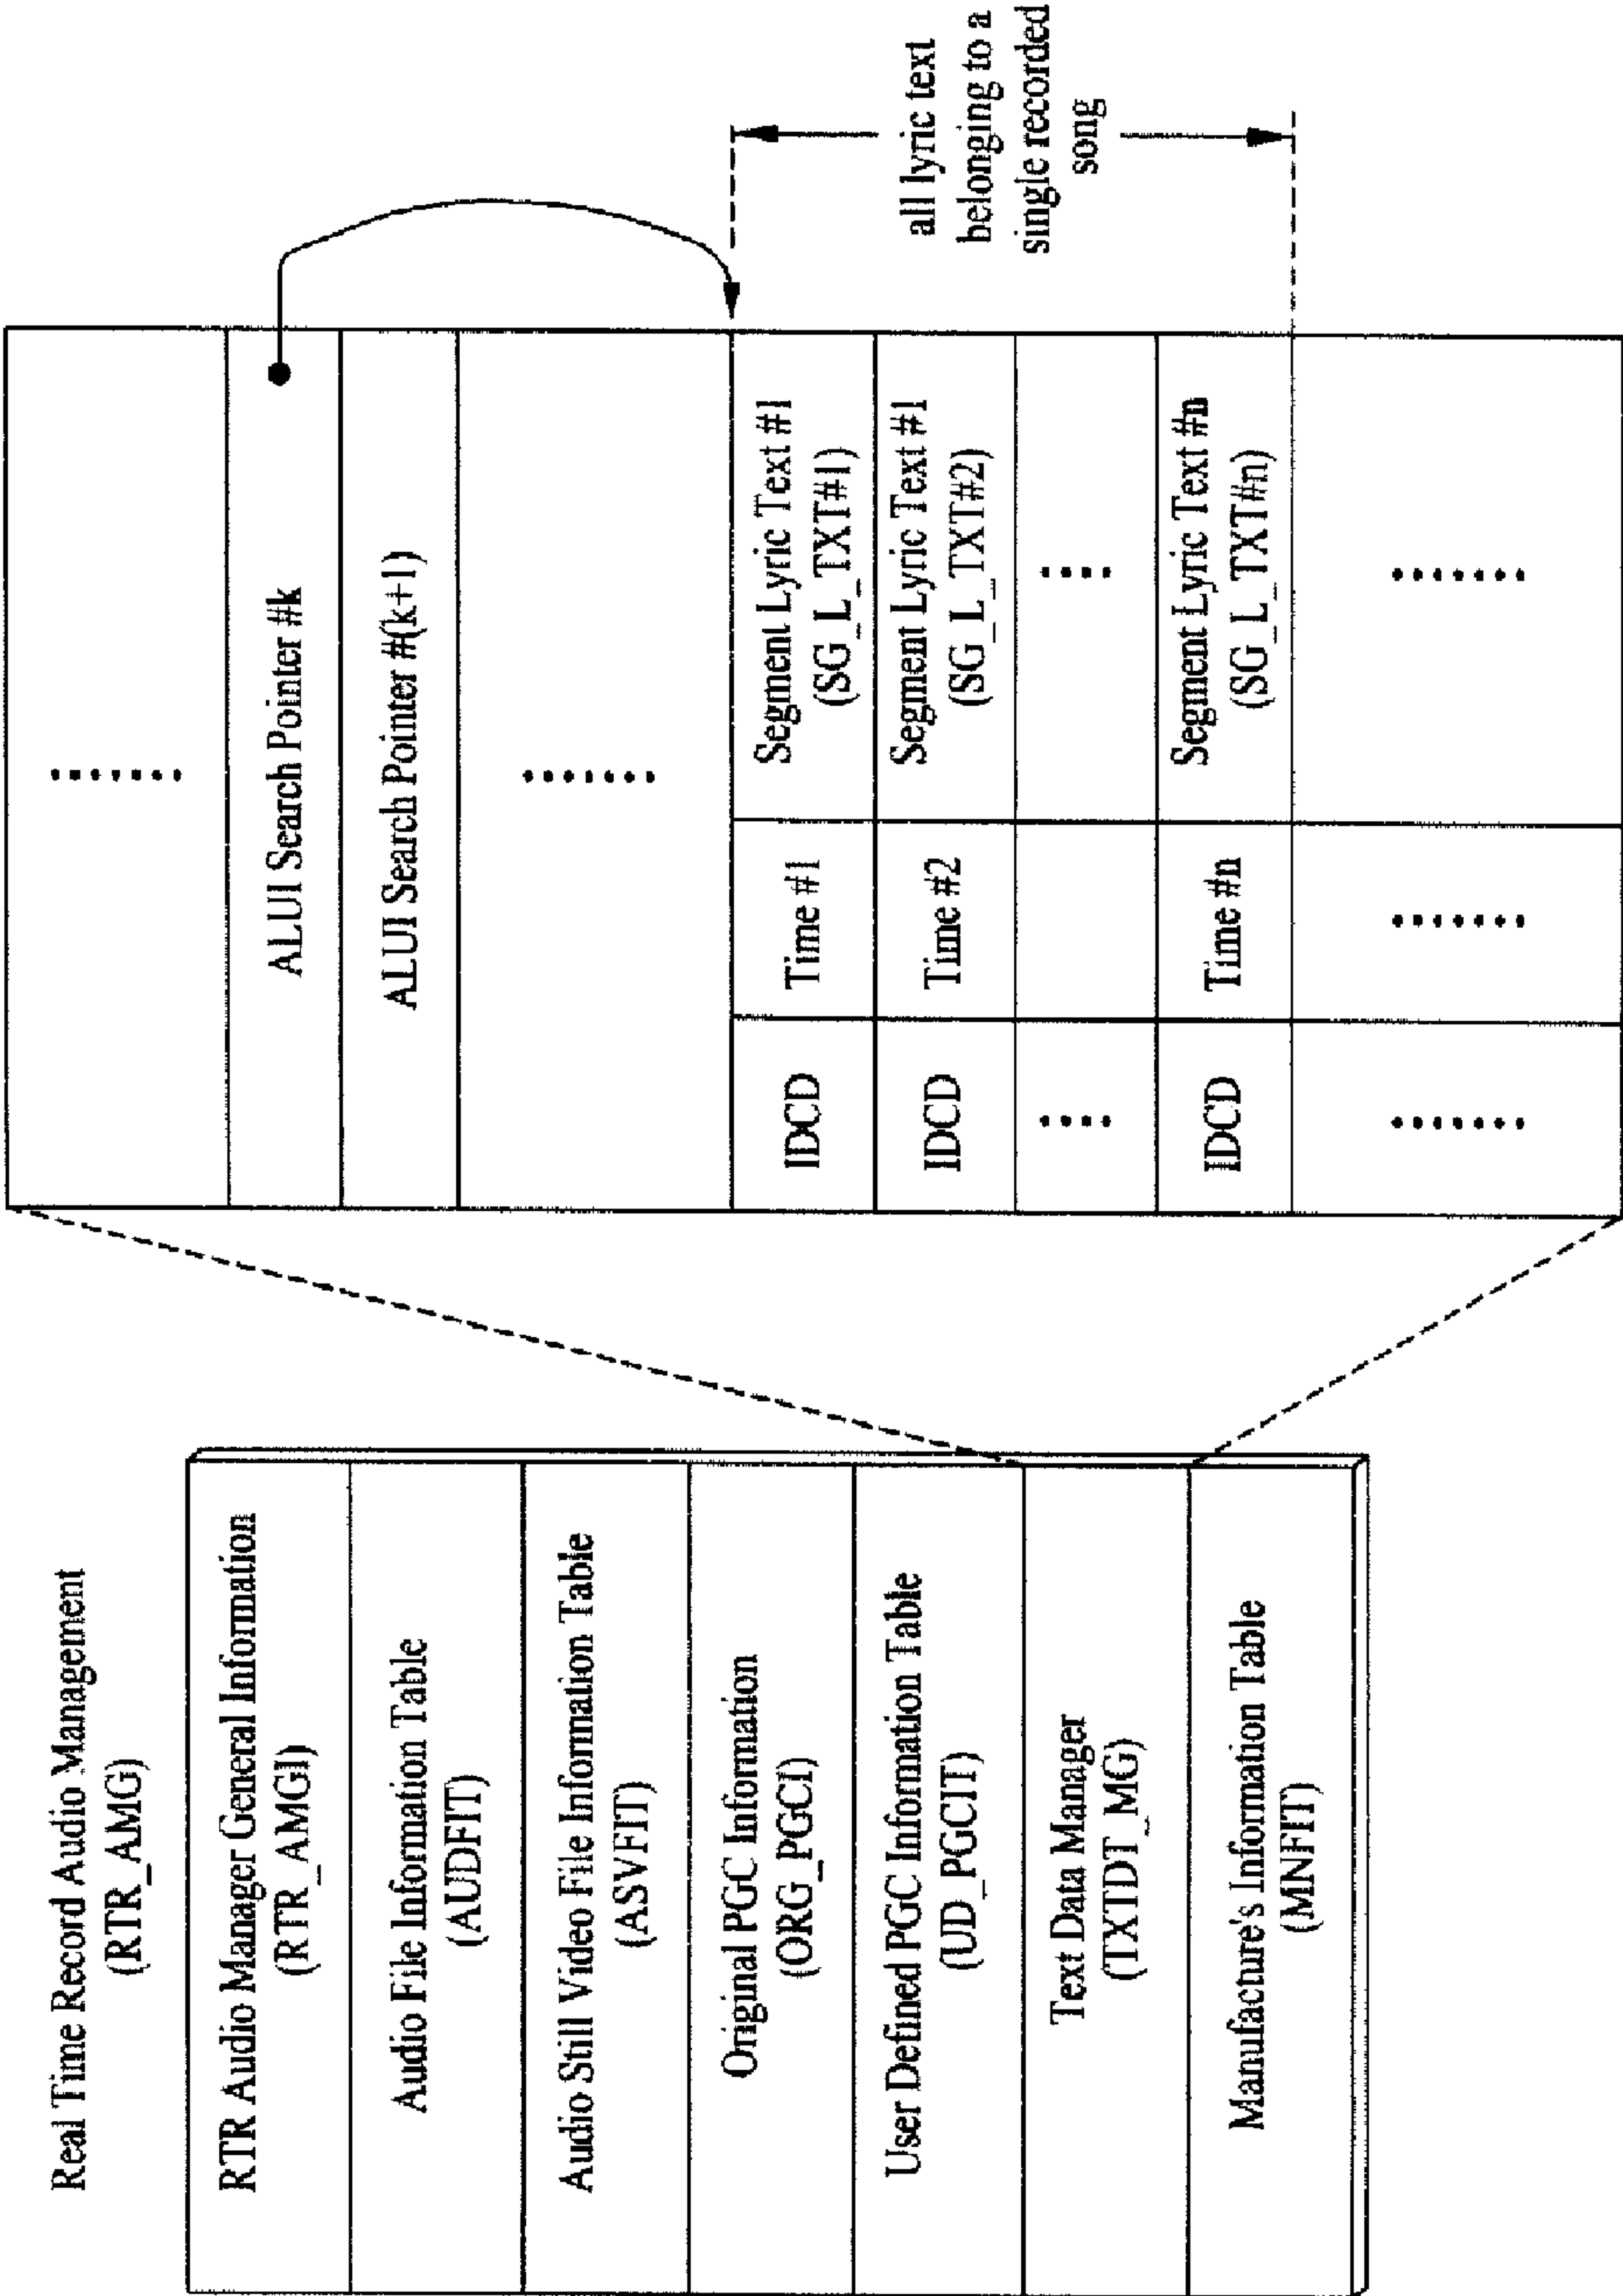 Real Time Record Audio Management
(RTR_AMG)
RTR Audio Manager General Information
(RTR_AMGI)
Audio File Information Table
(AUDFIT)
Audio Still Video File Information Table
(ASVFIT)
Original PGC Information
(ORG_PGCI)
User Defined PGC Information Table
(UD_PGCIT)
Text Data Manager
(TXTDT_MG)
Manufacture's Information Table
(MNFIT)
.......
ALUI Search Pointer #k
ALUI Search Pointer #(k+1)
.......
IDCD
Time #1
Segment Lyric Text #1
(SG_L_TXT#1)
IDCD
Time #2
Segment Lyric Text #1
(SG_L_TXT#2)
....
....
IDCD
Time #n
Segment Lyric Text #n
(SG_L_TXT#n)
.......
.......
.......
all lyric text
belonging to a
single recorded
song